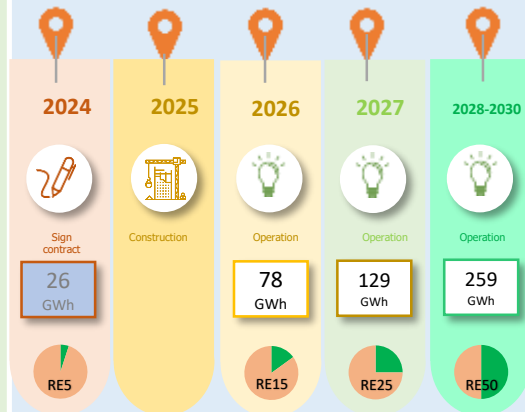 2024
2025
2026
2027
2028-2030
Sign
contract
Construction
Operation
Operation
Operation
26
GWh
78
GWh
129
GWh
259
GWh
RE5
RE15
RE25
RE50